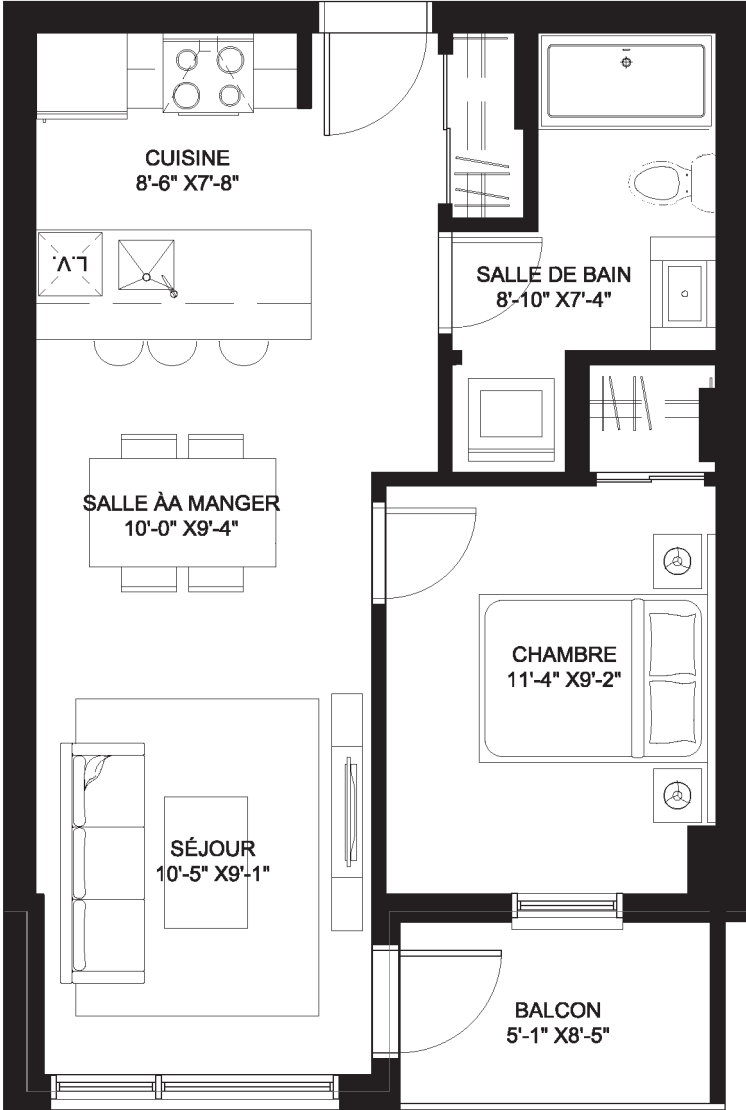 CUISINE
8'-6" X7'-8"
L.V.
SALLE DE BAIN
8'-10" X7'-4"
SALLE ÀA MANGER
10'-0" X9'-4"
CHAMBRE
11'-4" X9'-2"
SÉJOUR
10'-5" X9'-1"
BALCON
5'-1" X8'-5"